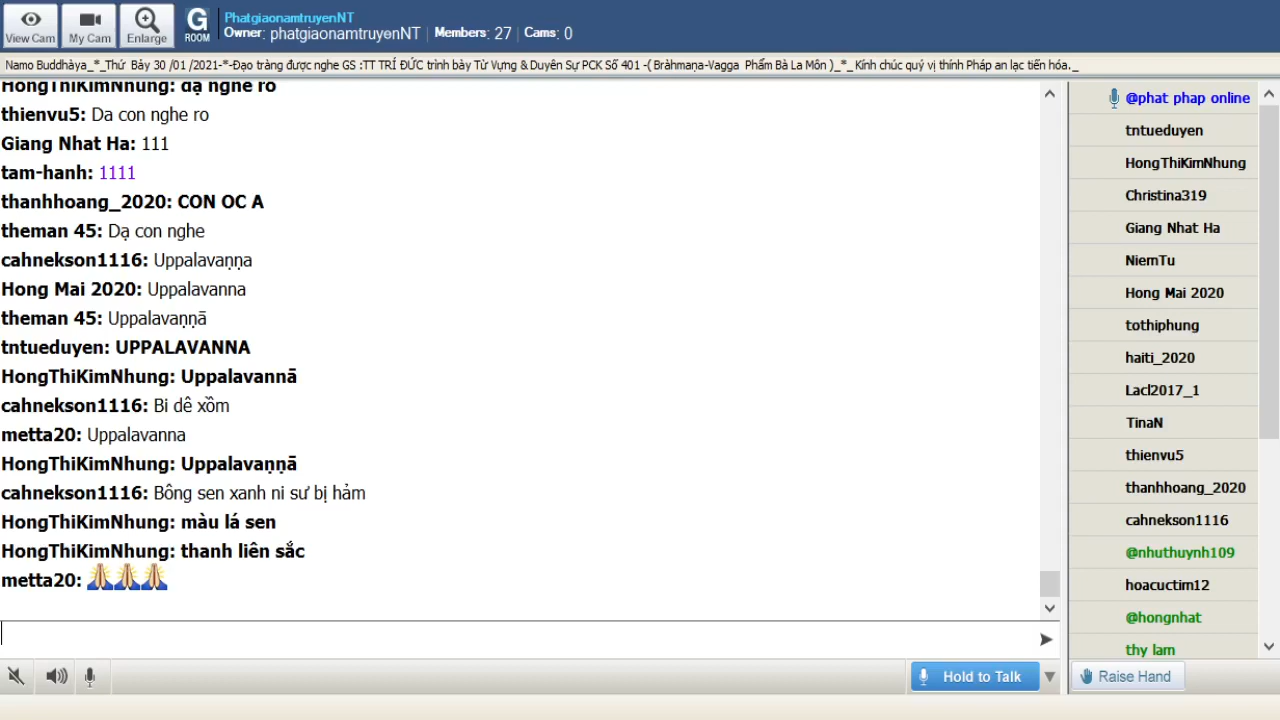 View Cam
My Cam
Enlarge
G
ROOM
PhatgiaonamtruyenNT
Owner: phatgiaonamtruyenNT | Members: 27 | Cams: 0
Namo Buddhàya_*_Thứ Bảy 30 /01 /2021-*-Đạo tràng được nghe GS :TT TRÍ ĐỨC trình bày Từ Vựng & Duyên Sự PCK Số 401 -( Bràhmaṇa-Vagga Phẩm Bà La Môn )_*_ Kính chúc quý vị thính Pháp an lạc tiến hóa._
HongThiKimNhung: dạ nghe rõ
thienvu5: Da con nghe ro
Giang Nhat Ha: 111
tam-hanh: 1111
thanhhoang_2020: CON OC A
theman 45: Dạ con nghe
cahnekson1116: Uppalavaṇṇa
Hong Mai 2020: Uppalavanna
theman 45: Uppalavaṇṇā
tntueduyen: UPPALAVANNA
HongThiKimNhung: Uppalavannā
cahnekson1116: Bi dê xồm
metta20: Uppalavanna
HongThiKimNhung: Uppalavaṇṇā
cahnekson1116: Bông sen xanh ni sư bị hảm
HongThiKimNhung: màu lá sen
HongThiKimNhung: thanh liên sắc
metta20: 🙏🙏🙏
Hold to Talk
@phat phap online
tntueduyen
HongThiKimNhung
Christina319
Giang Nhat Ha
NiemTu
Hong Mai 2020
tothiphung
haiti_2020
Lacl2017_1
TinaN
thienvu5
thanhhoang_2020
cahnekson1116
@nhuthuynh109
hoacuctim12
@hongnhat
thy lam
Raise Hand